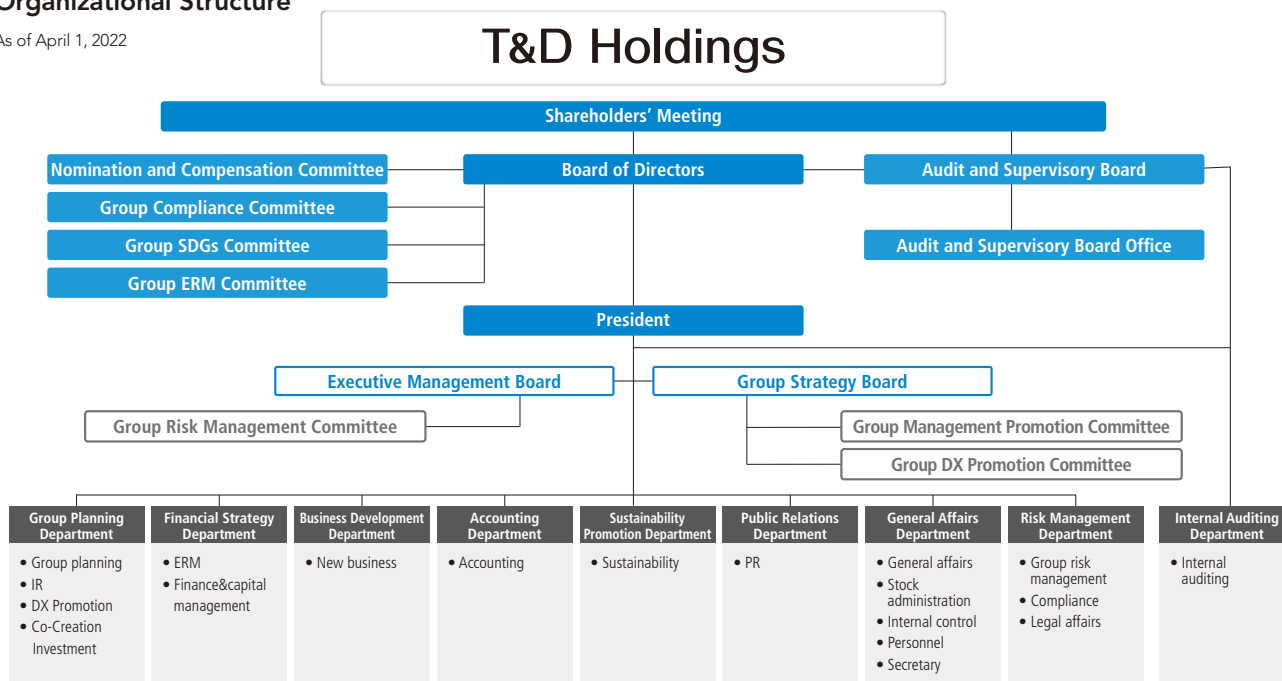 Organizational Structure
As of April 1, 2022
T&D Holdings
Shareholders' Meeting
Nomination and Compensation Committee
Board of Directors
Audit and Supervisory Board
Group Compliance Committee
Group SDGs Committee
Audit and Supervisory Board Office
Group ERM Committee
President
Executive Management Board
Group Strategy Board
Group Risk Management Committee
Group Management Promotion Committee
Group DX Promotion Committee
Group Planning
Department
• Group planning
• IR
• DX Promotion
• Co-Creation
Investment
Financial Strategy
Department
• ERM
• Finance&capital
management
Business Development
Department
• New business
Accounting
Department
• Accounting
Sustainability
Promotion Department
• Sustainability
Public Relations
Department
• PR
General Affairs
Department
• General affairs
• Stock
administration
• Internal control
• Personnel
• Secretary
Risk Management
Department
• Group risk
management
• Compliance
• Legal affairs
Internal Auditing
Department
• Internal
auditing